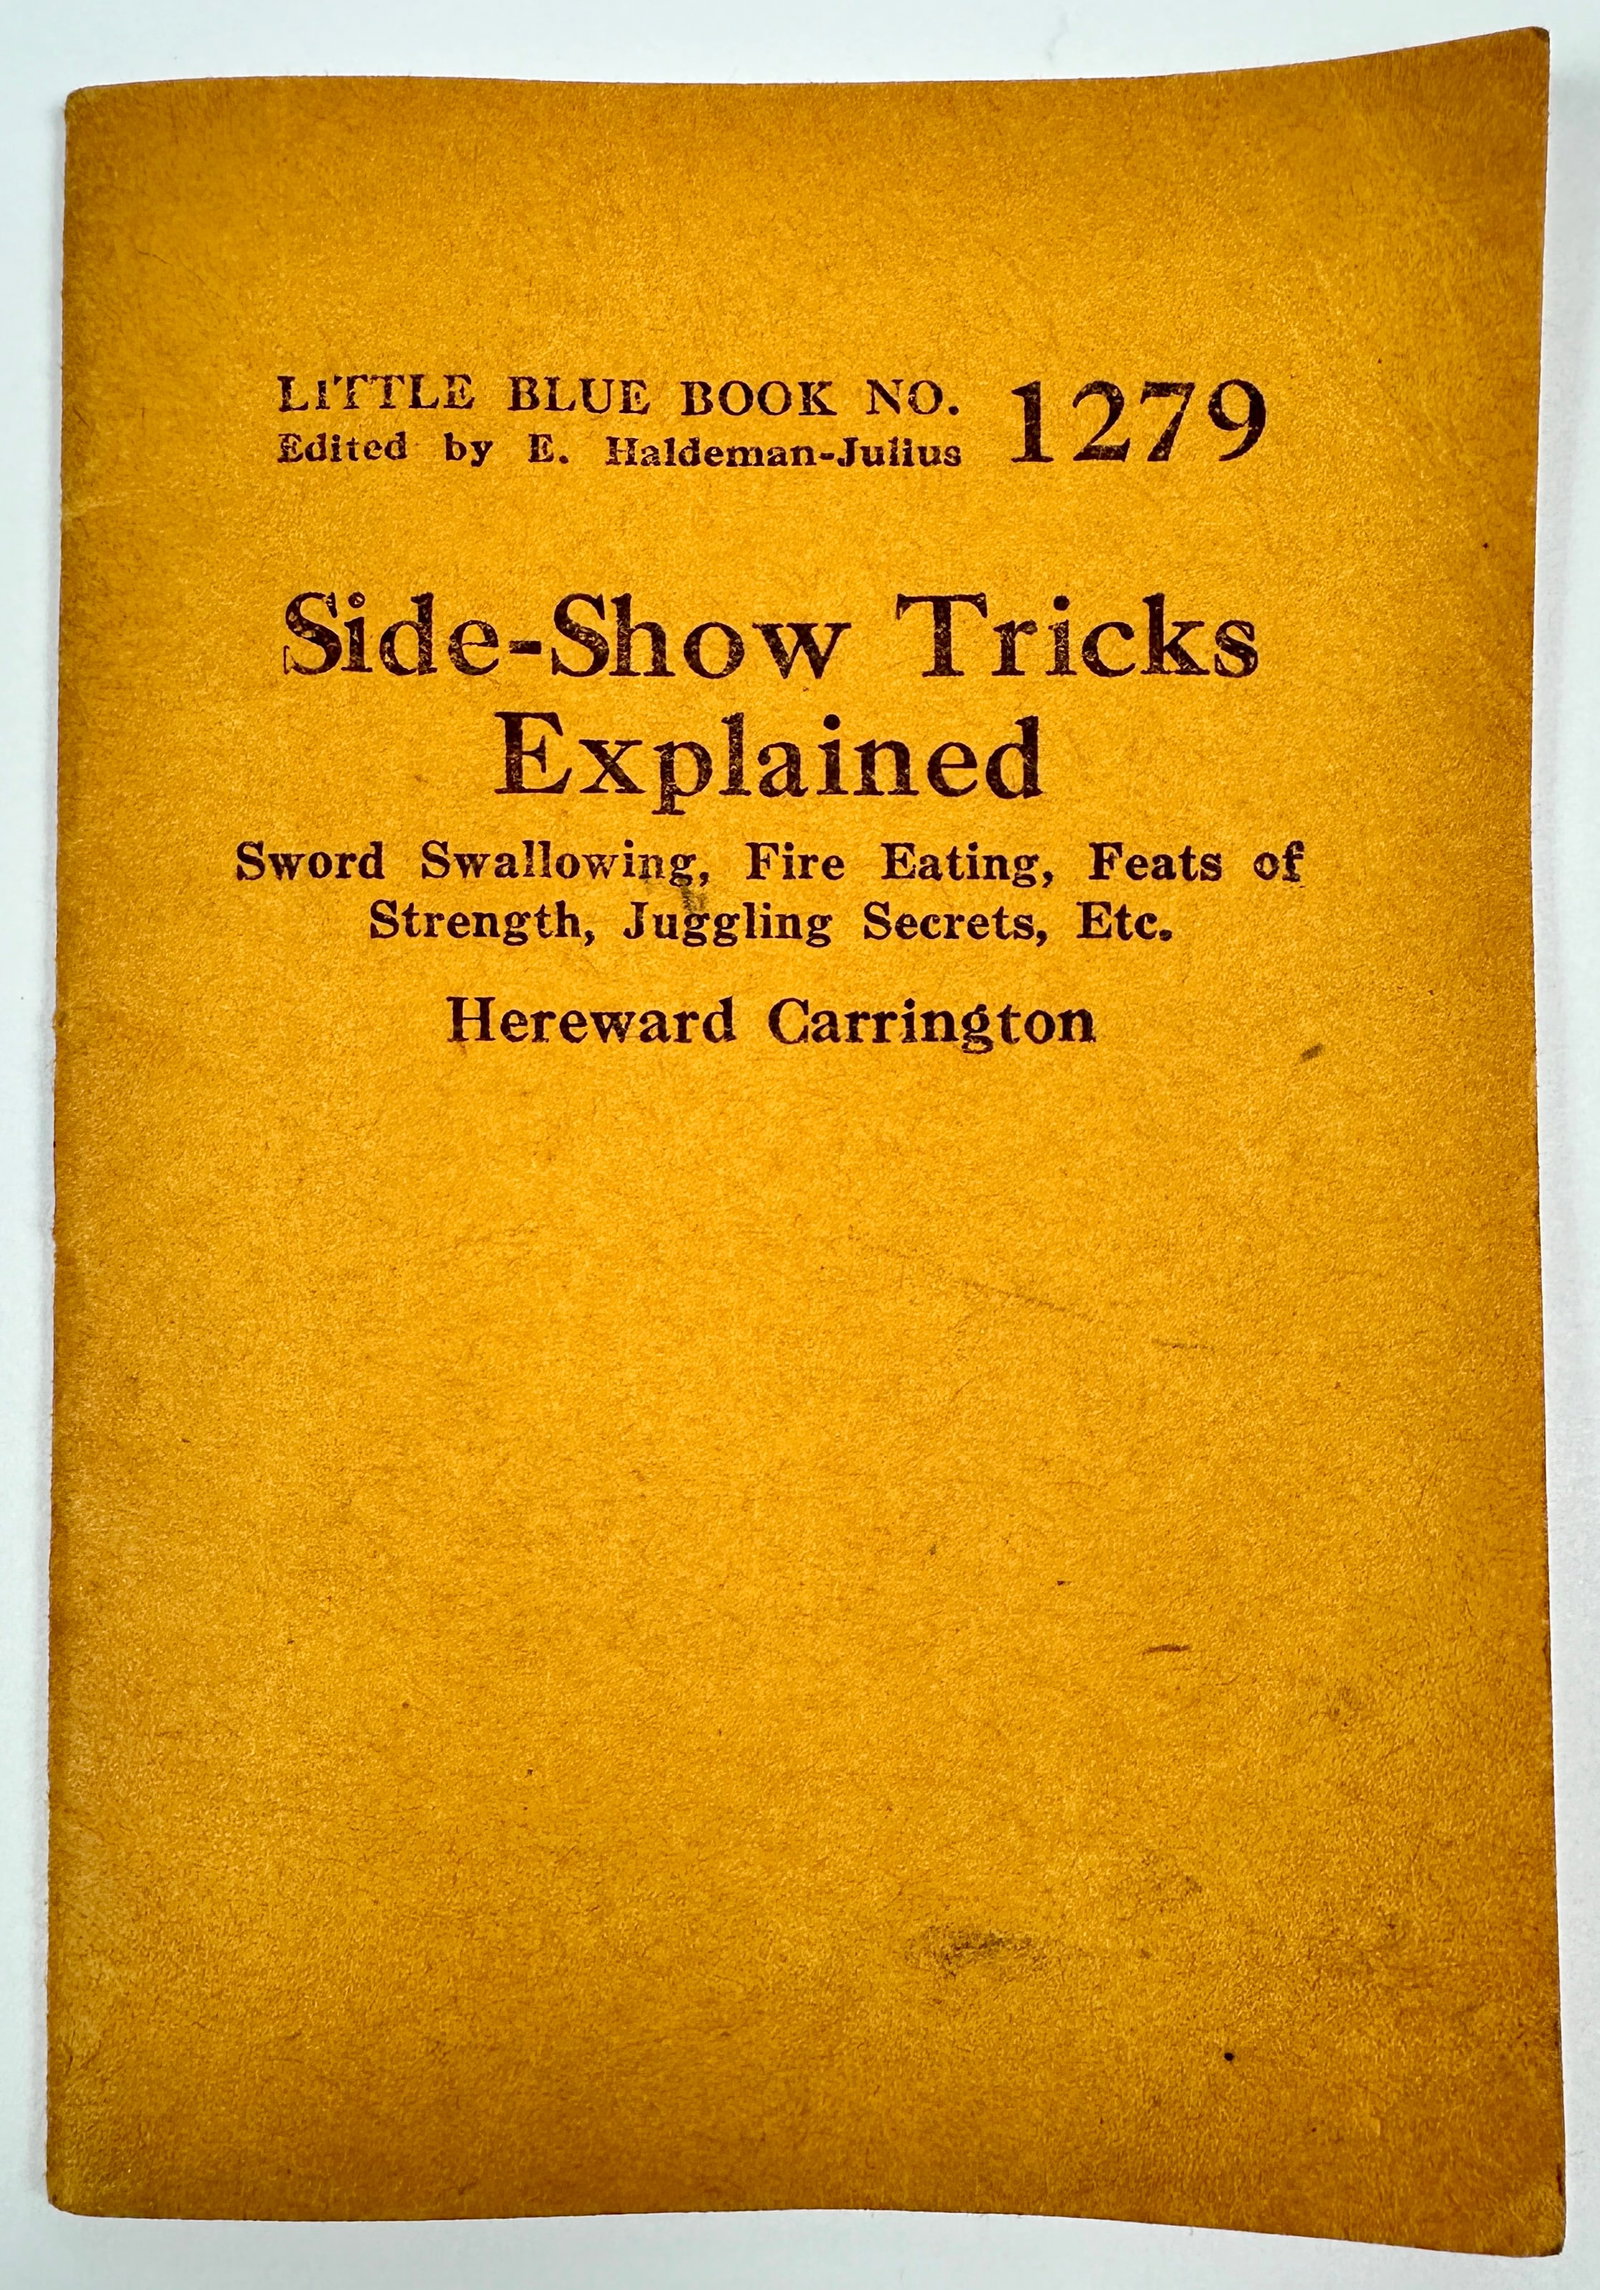 LITTLE BLUE BOOK NO. 1279
Edited by E. Haldeman-Julius
Side-Show Tricks
Explained
Sword Swallowing, Fire Eating, Feats of
Strength, Juggling Secrets, Etc.
Hereward Carrington